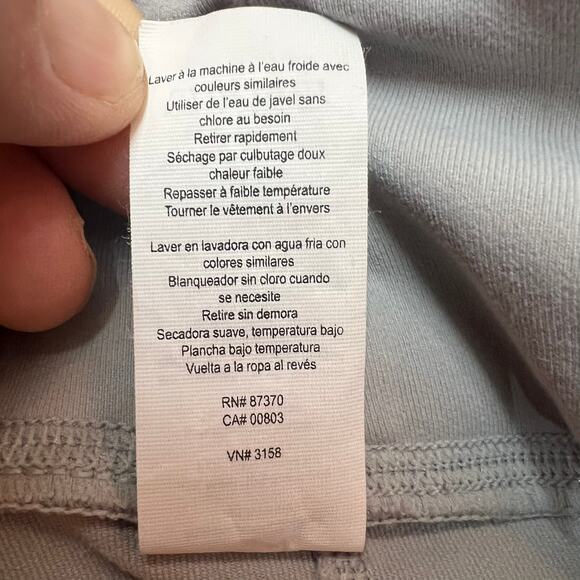 Laver à la machine à l'eau froide avec
couleurs similaires
Utiliser de l'eau de javel sans
chlore au besoin
Retirer rapidement
Séchage par culbutage doux
chaleur faible
Repasser à faible température
Tourner le vêtement à l'envers
Laver en lavadora con agua fria con
colores similares
Blanqueador sin cloro cuando
se necesite
Retire sin demora
Secadora suave, temperatura bajo
Plancha bajo temperatura
Vuelta a la ropa al revés
RN# 87370
CA# 00803
VN# 3158